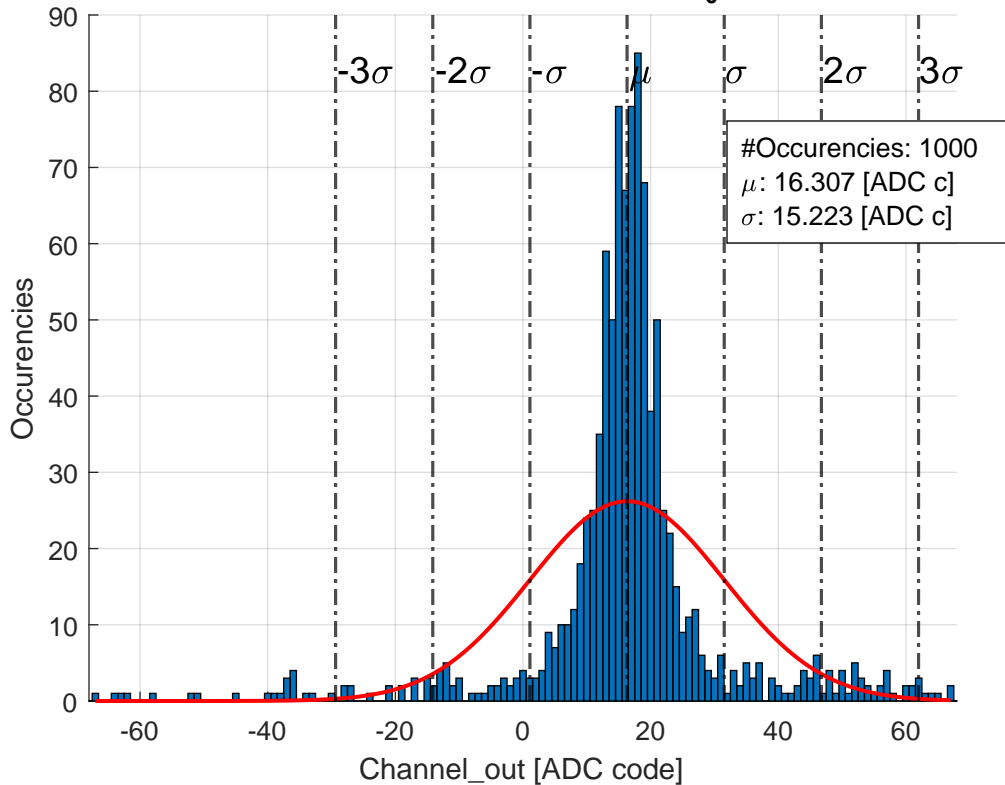 -3σ -2σ -σ μ σ 2σ 3σ
#Occurencies: 1000
μ: 16.307 [ADC c]
σ: 15.223 [ADC c]
90
80
70
60
50
40
30
20
10
0
Occurencies
-60 -40 -20 0 20 40 60
Channel_out [ADC code]